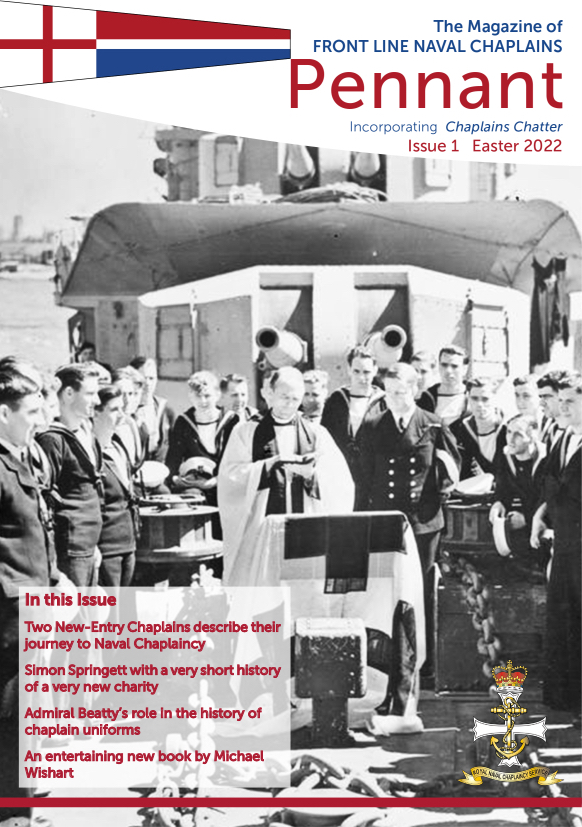 The Magazine of
FRONT LINE NAVAL CHAPLAINS
Pennant
Incorporating Chaplains Chatter
Issue 1 Easter 2022
In this Issue
Two New-Entry Chaplains describe their
journey to Naval Chaplaincy
Simon Springett with a very short history
of a very new charity
Admiral Beatty's role in the history of
chaplain uniforms
An entertaining new book by Michael
Wishart
ROYAL NAVAL CHAPLAINCY SERVICE